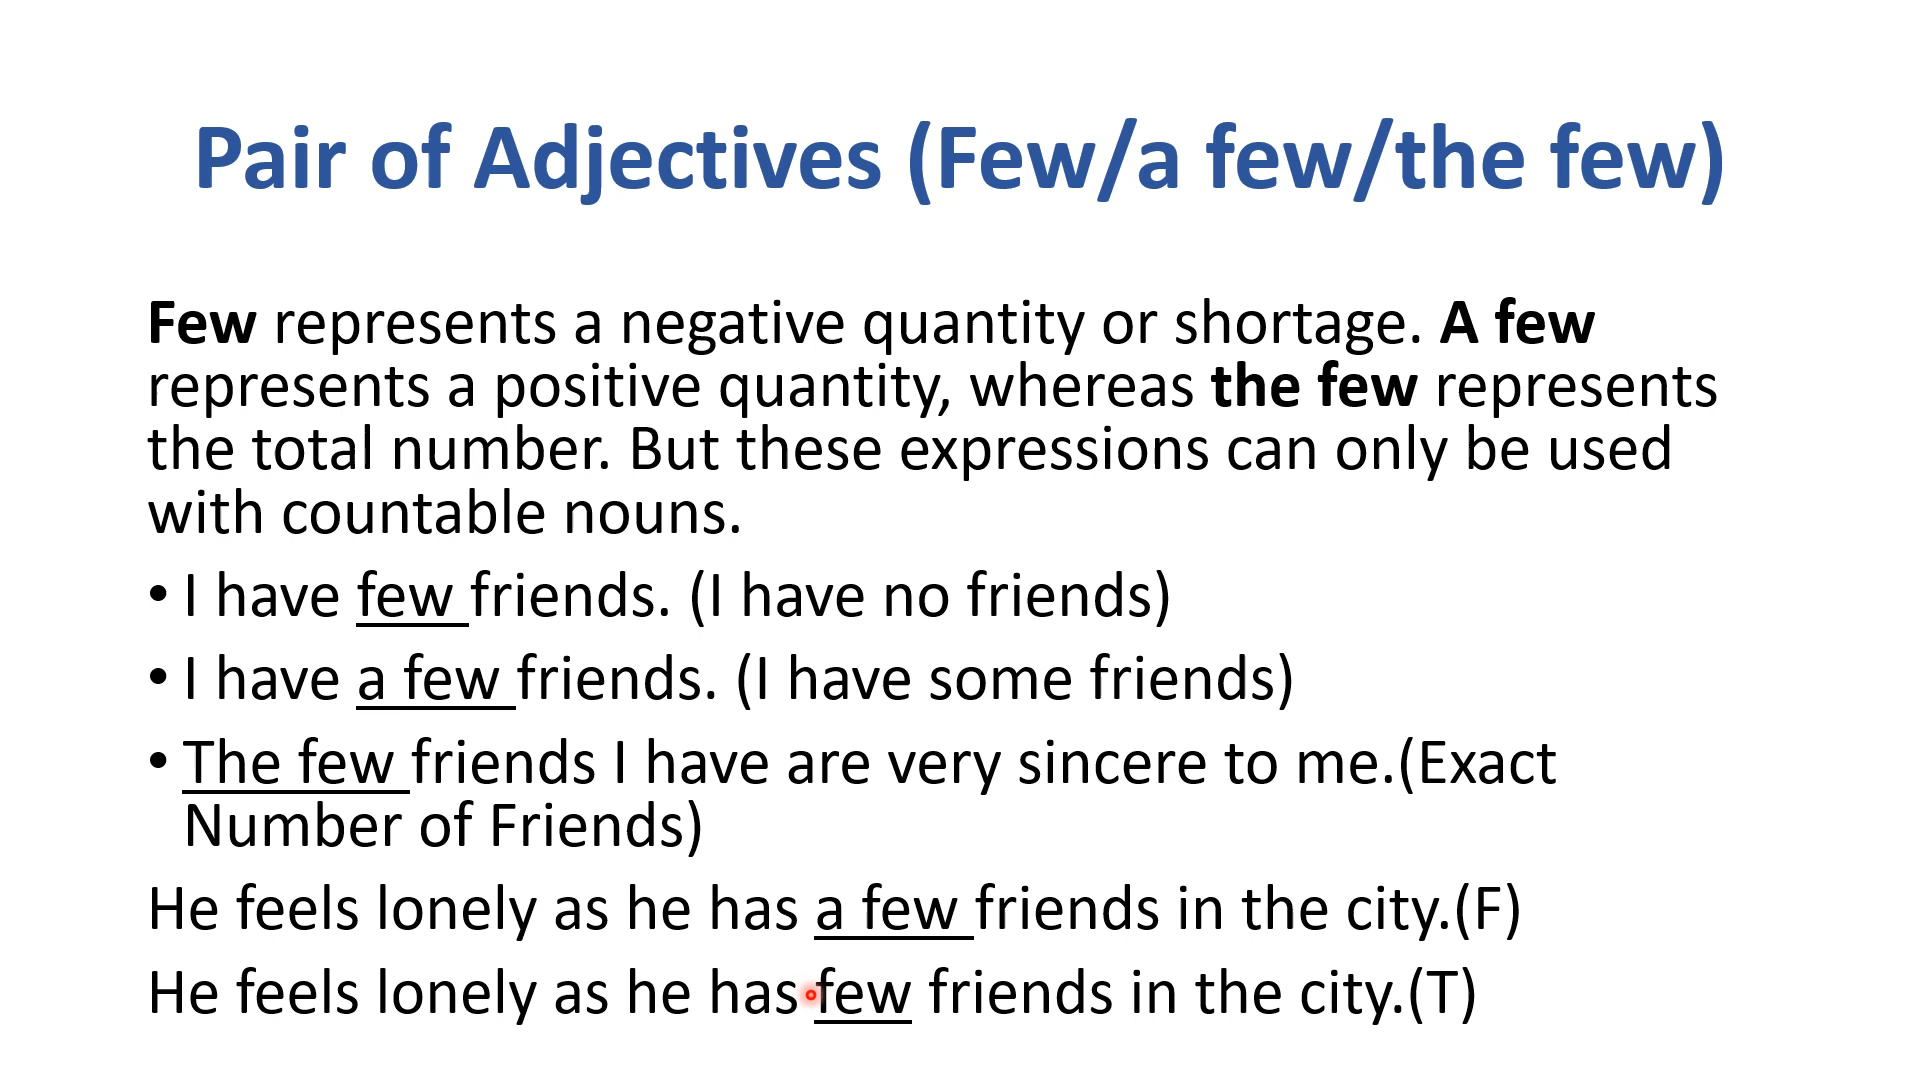 Pair of Adjectives (Few/a few/the few)
Few represents a negative quantity or shortage. A few
represents a positive quantity, whereas the few represents
the total number. But these expressions can only be used
with countable nouns.
• I have few friends. (I have no friends)
• I have a few friends. (I have some friends)
• The few friends I have are very sincere to me.(Exact
Number of Friends)
He feels lonely as he has a few friends in the city.(F)
He feels lonely as he has few friends in the city.(T)